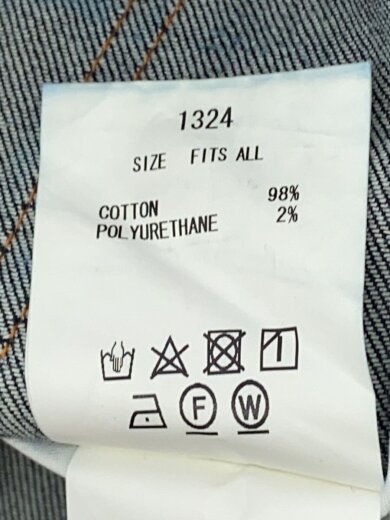 1324
SIZE FITS ALL
COTTON 98%
POLYURETHANE 2%
F W